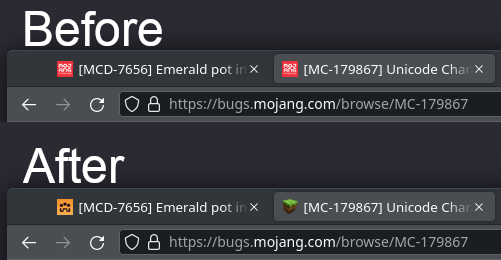 Before
[MCD-7656] Emerald pot in
[MC-179867] Unicode Char
https://bugs.mojang.com/browse/MC-179867
After
[MCD-7656] Emerald pot in
[MC-179867] Unicode Char
https://bugs.mojang.com/browse/MC-179867